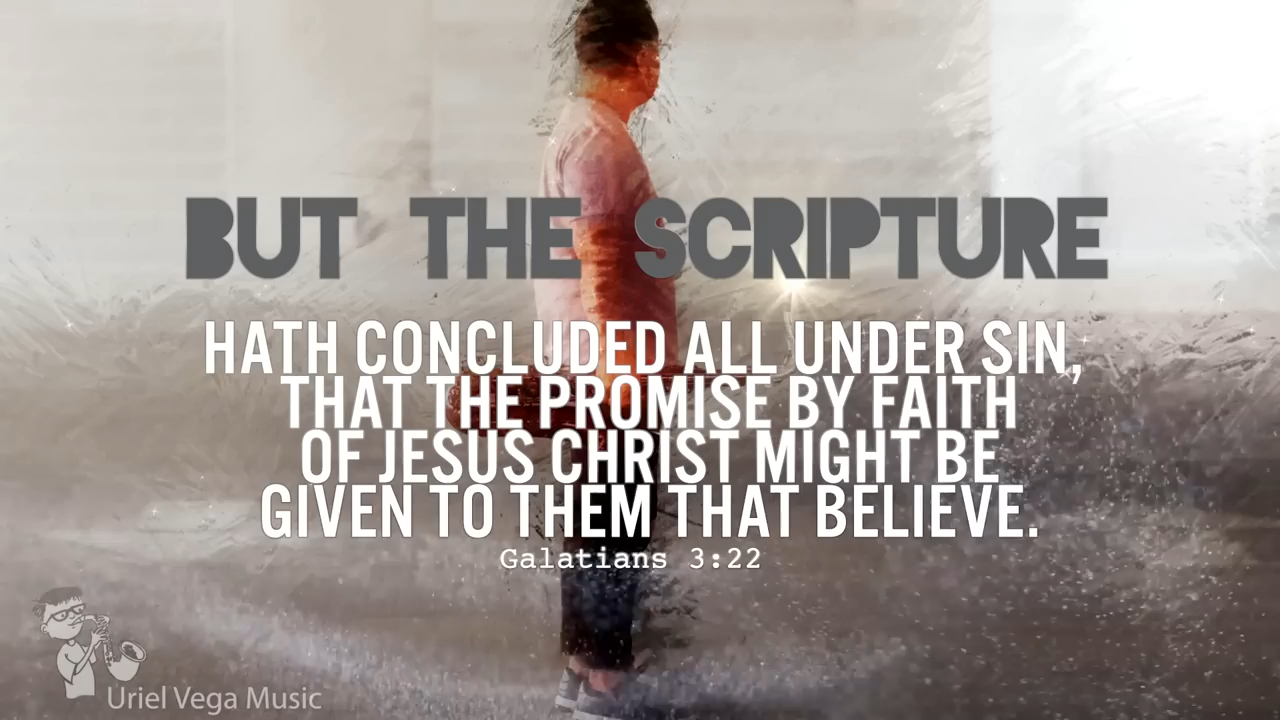 BUT THE SCRIPTURE
HATH CONCLUDED ALL UNDER SIN,
THAT THE PROMISE BY FAITH
OF JESUS CHRIST MIGHT BE
GIVEN TO THEM THAT BELIEVE.
Galatians 3:22
Uriel Vega Music